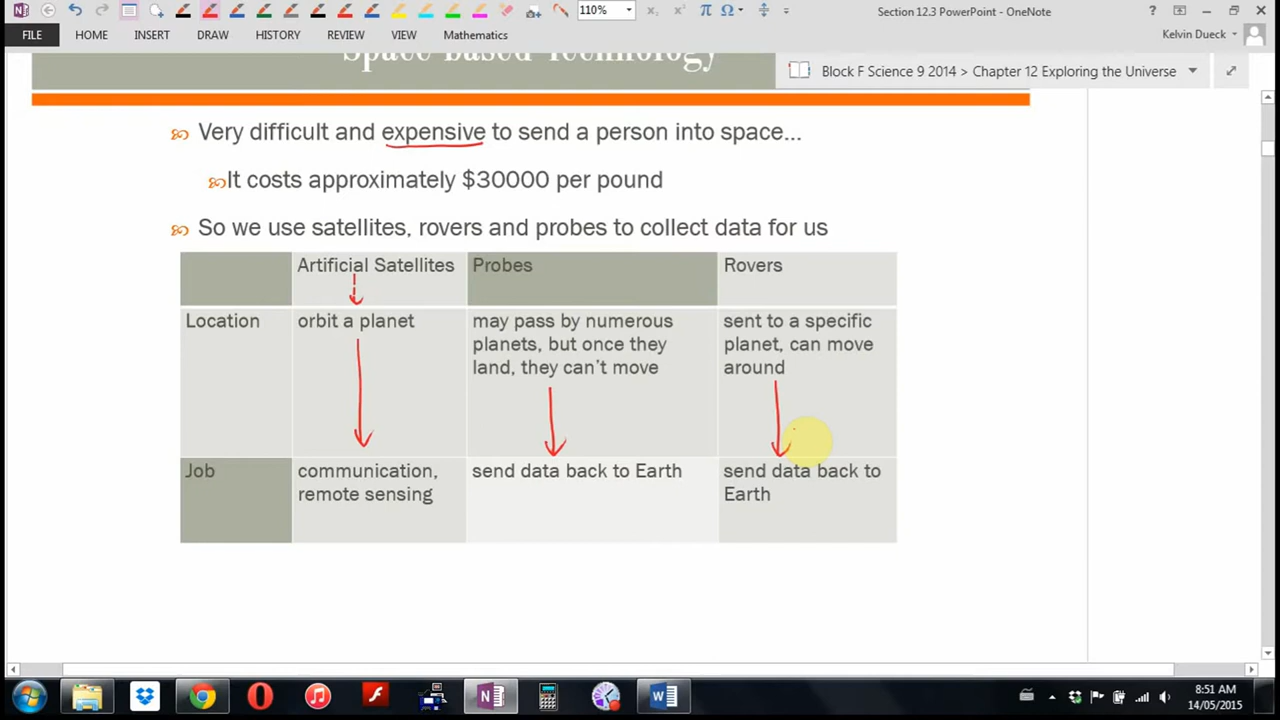 110%
Section 12.3 PowerPoint - OneNote
FILE HOME INSERT DRAW HISTORY REVIEW VIEW Mathematics
Kelvin Dueck
Space based Technology
Block F Science 9 2014 > Chapter 12 Exploring the Universe
Very difficult and expensive to send a person into space...
It costs approximately $30000 per pound
So we use satellites, rovers and probes to collect data for us
Artificial Satellites Probes Rovers
Location orbit a planet may pass by numerous sent to a specific
planets, but once they planet, can move
land, they can't move around
Job communication, send data back to Earth send data back to
remote sensing Earth
8:51 AM
14/05/2015